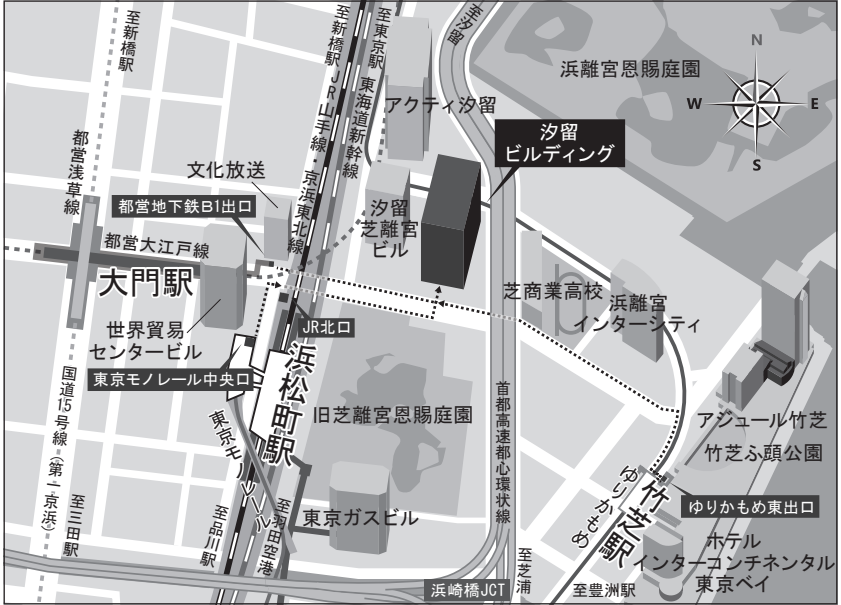 至新橋駅
至新橋駅
JR山手線・京浜東北線
至東京駅
東海道新幹線
至汐留
浜離宮恩賜庭園
N
W
E
S
アクティ汐留
汐留
ビルディング
都営浅草線
文化放送
都営地下鉄B1出口
汐留
芝離宮
ビル
都営大江戸線
大門駅
芝商業高校
浜離宮
インターシティ
世界貿易
センタービル
JR北口
東京モノレール中央口
浜松町駅
旧芝離宮恩賜庭園
首都高速都心環状線
国道15号線(第一京浜)
東京モノレール
アジュール竹芝
竹芝ふ頭公園
ゆりかもめ
竹芝駅
ゆりかもめ東出口
至三田駅
至品川駅
至羽田空港
東京ガスビル
ホテル
インターコンチネンタル
東京ベイ
浜崎橋JCT
至芝浦
至豊洲駅